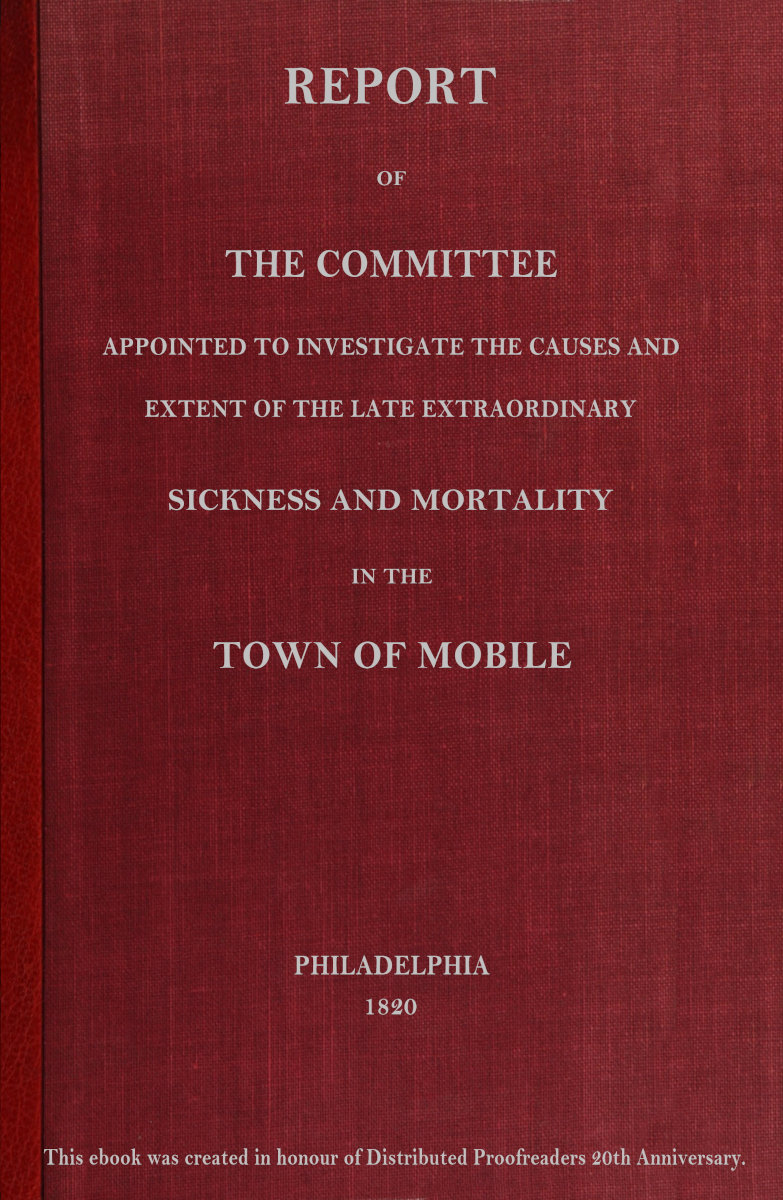 REPORT
OF
THE COMMITTEE
APPOINTED TO INVESTIGATE THE CAUSES AND
EXTENT OF THE LATE EXTRAORDINARY
SICKNESS AND MORTALITY
IN THE
TOWN OF MOBILE
PHILADELPHIA
1820
This ebook was created in honour of Distributed Proofreaders 20th Anniversary.